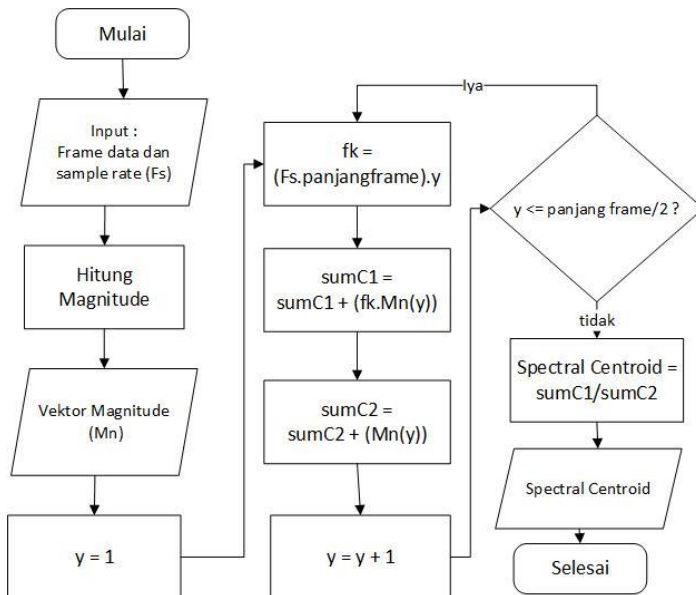 Mulai
Input :
Frame data dan
sample rate (Fs)
Hitung
Magnitude
Vektor Magnitude
(Mn)
y = 1
fk =
(Fs.panjangframe).y
sumC1 =
sumC1 + (fk.Mn(y))
sumC2 =
sumC2 + (Mn(y))
y = y + 1
Iya
y <= panjang frame/2 ?
tidak
Spectral Centroid =
sumC1/sumC2
Spectral Centroid
Selesai